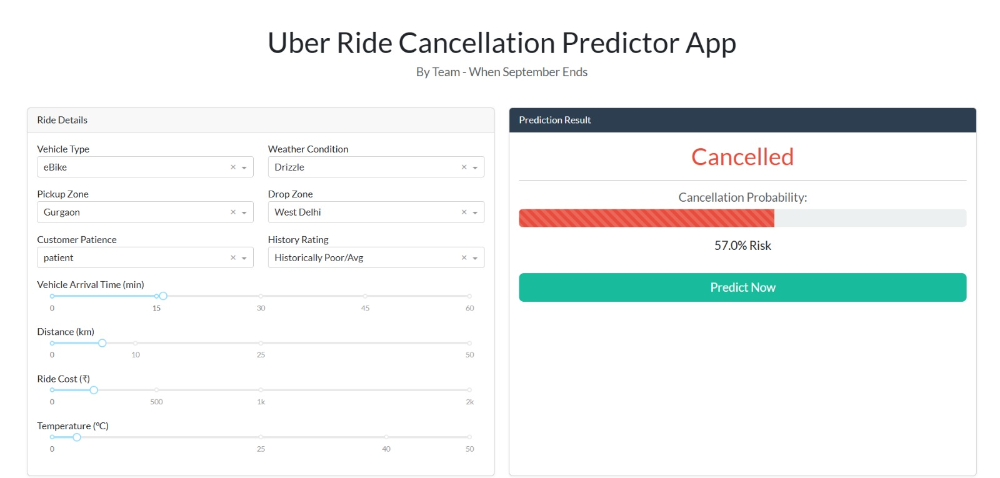 Uber Ride Cancellation Predictor App
By Team - When September Ends
Ride Details
Vehicle Type
eBike
Weather Condition
Drizzle
Pickup Zone
Gurgaon
Drop Zone
West Delhi
Customer Patience
patient
History Rating
Historically Poor/Avg
Vehicle Arrival Time (min)
0 15 30 45 60
Distance (km)
0 10 25 50
Ride Cost (₹)
0 500 1k 2k
Temperature (°C)
0 25 40 50
Prediction Result
Cancelled
Cancellation Probability:
57.0% Risk
Predict Now